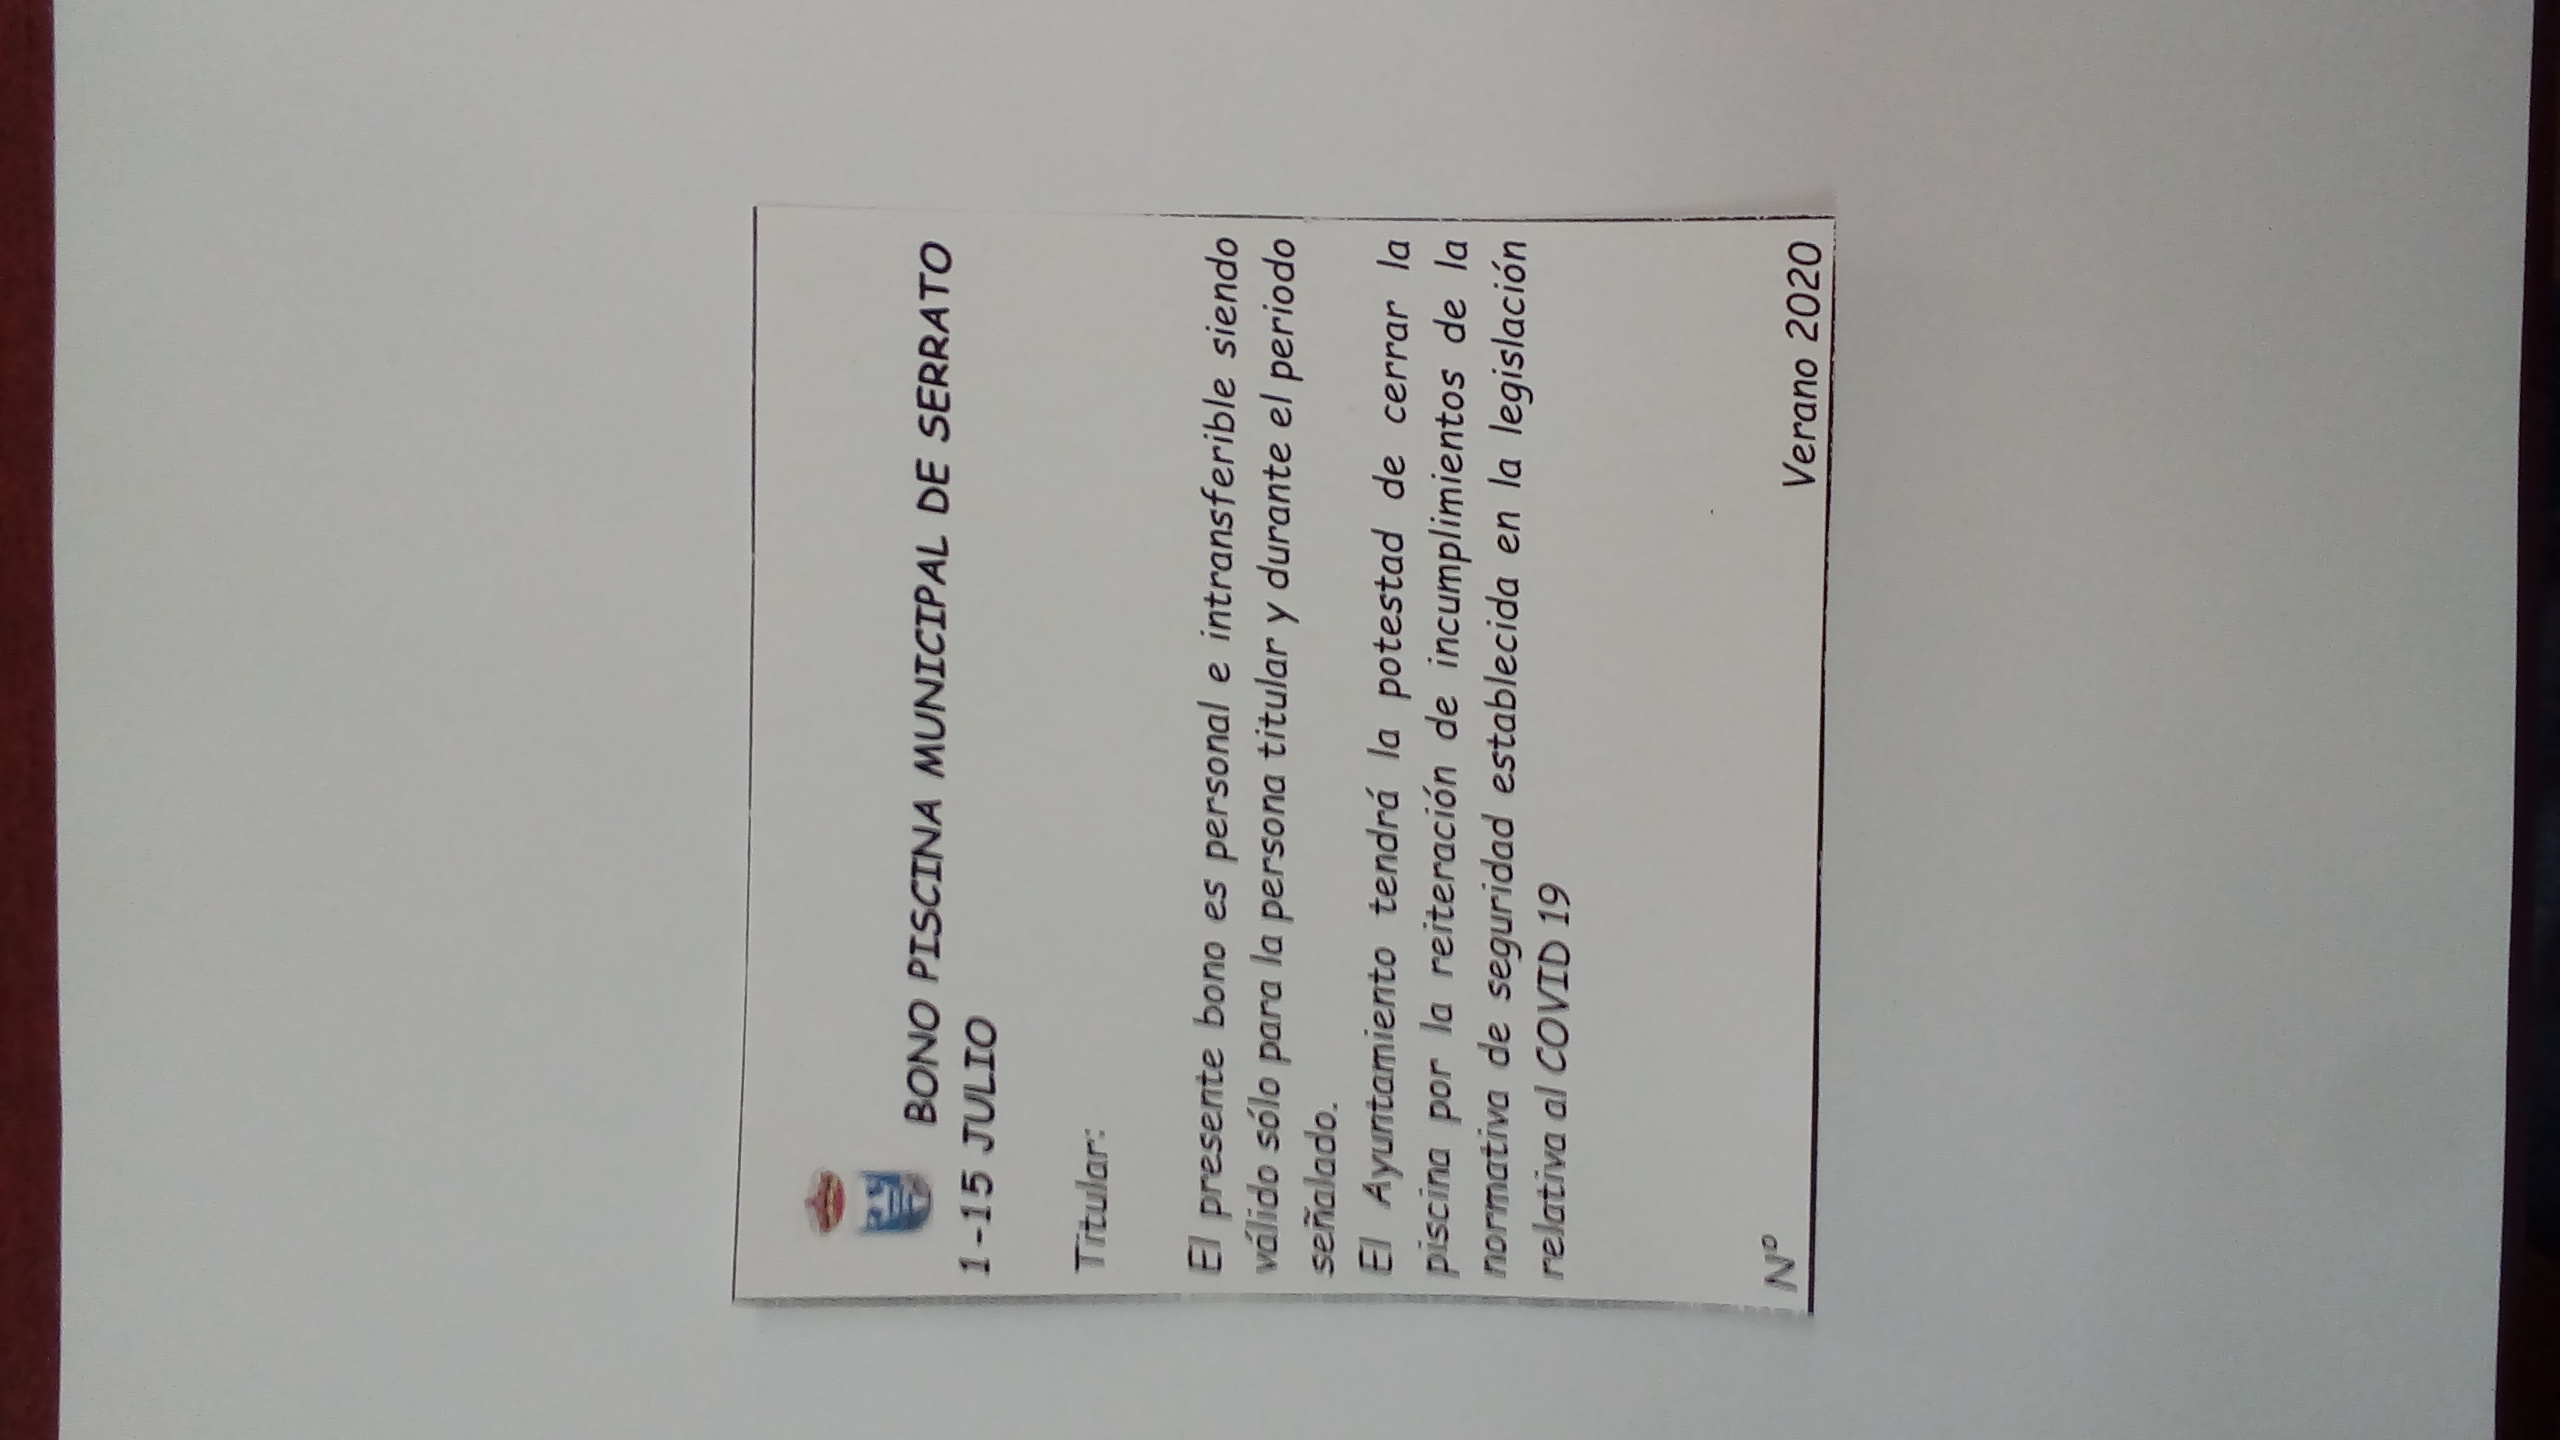 BONO PISCINA MUNICIPAL DE SERRATO
1-15 JULIO
Titular:
El presente bono es personal e intransferible siendo
válido sólo para la persona titular y durante el periodo
señalado.
El Ayuntamiento tendrá la potestad de cerrar la
piscina por la reiteración de incumplimientos de la
normativa de seguridad establecida en la legislación
relativa al COVID 19
Nº
Verano 2020